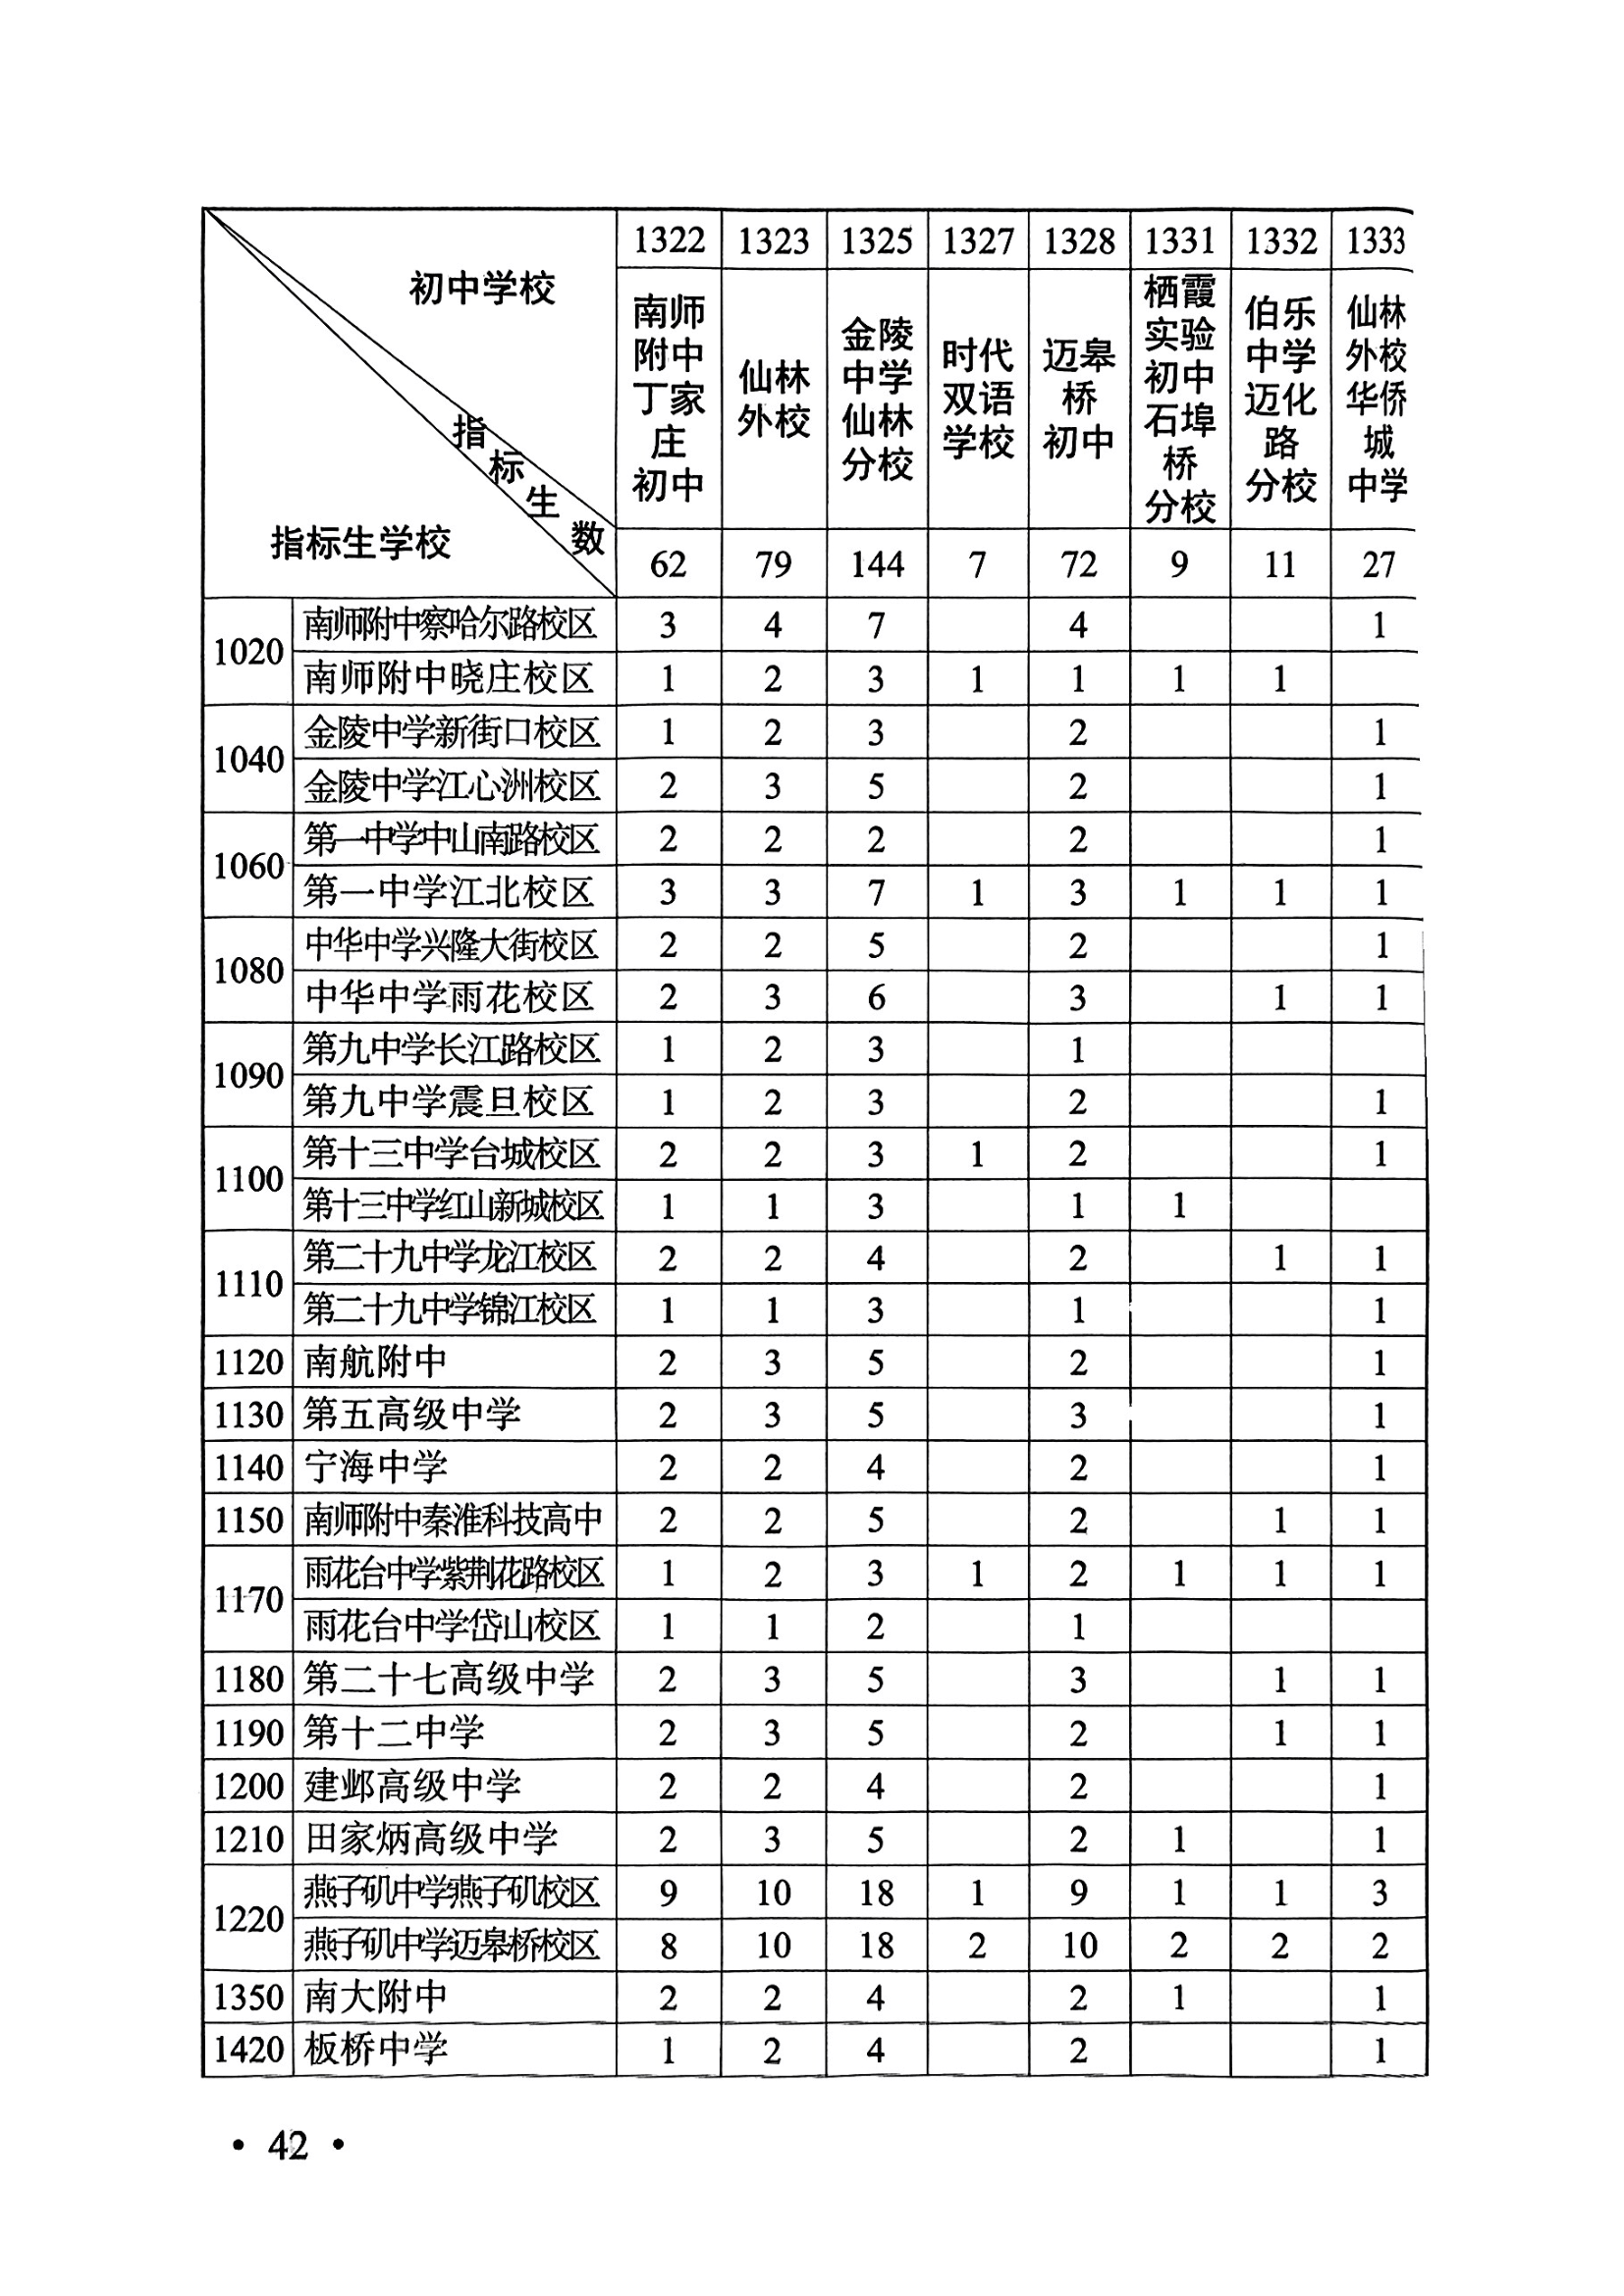 1322 1323 1325 1327 1328 1331 1332 1333
初中学校
指标生数
指标生学校
南师附中丁家庄初中 仙林外校 金陵中学仙林分校 时代双语学校 迈皋桥初中 栖霞实验初中石埠桥分校 伯乐中学迈化路分校 仙林外校华侨城中学
62 79 144 7 72 9 11 27
1020 南师附中察哈尔路校区 3 4 7 4 1
南师附中晓庄校区 1 2 3 1 1 1 1
1040 金陵中学新街口校区 1 2 3 2 1
金陵中学江心洲校区 2 3 5 2 1
1060 第一中学中山南路校区 2 2 2 2 1
第一中学江北校区 3 3 7 1 3 1 1 1
1080 中华中学兴隆大街校区 2 2 5 2 1
中华中学雨花校区 2 3 6 3 1 1
1090 第九中学长江路校区 1 2 3 1
第九中学震旦校区 1 2 3 2 1
1100 第十三中学台城校区 2 2 3 1 2 1
第十三中学红山新城校区 1 1 3 1 1
1110 第二十九中学龙江校区 2 2 4 2 1 1
第二十九中学锦江校区 1 1 3 1 1
1120 南航附中 2 3 5 2 1
1130 第五高级中学 2 3 5 3 1
1140 宁海中学 2 2 4 2 1
1150 南师附中秦淮科技高中 2 2 5 2 1 1
1170 雨花台中学紫荆花路校区 1 2 3 1 2 1 1 1
雨花台中学岱山校区 1 1 2 1
1180 第二十七高级中学 2 3 5 3 1 1
1190 第十二中学 2 3 5 2 1 1
1200 建邺高级中学 2 2 4 2 1
1210 田家炳高级中学 2 3 5 2 1 1
1220 燕子矶中学燕子矶校区 9 10 18 1 9 1 1 3
燕子矶中学迈皋桥校区 8 10 18 2 10 2 2 2
1350 南大附中 2 2 4 2 1 1
1420 板桥中学 1 2 4 2 1
• 42 •